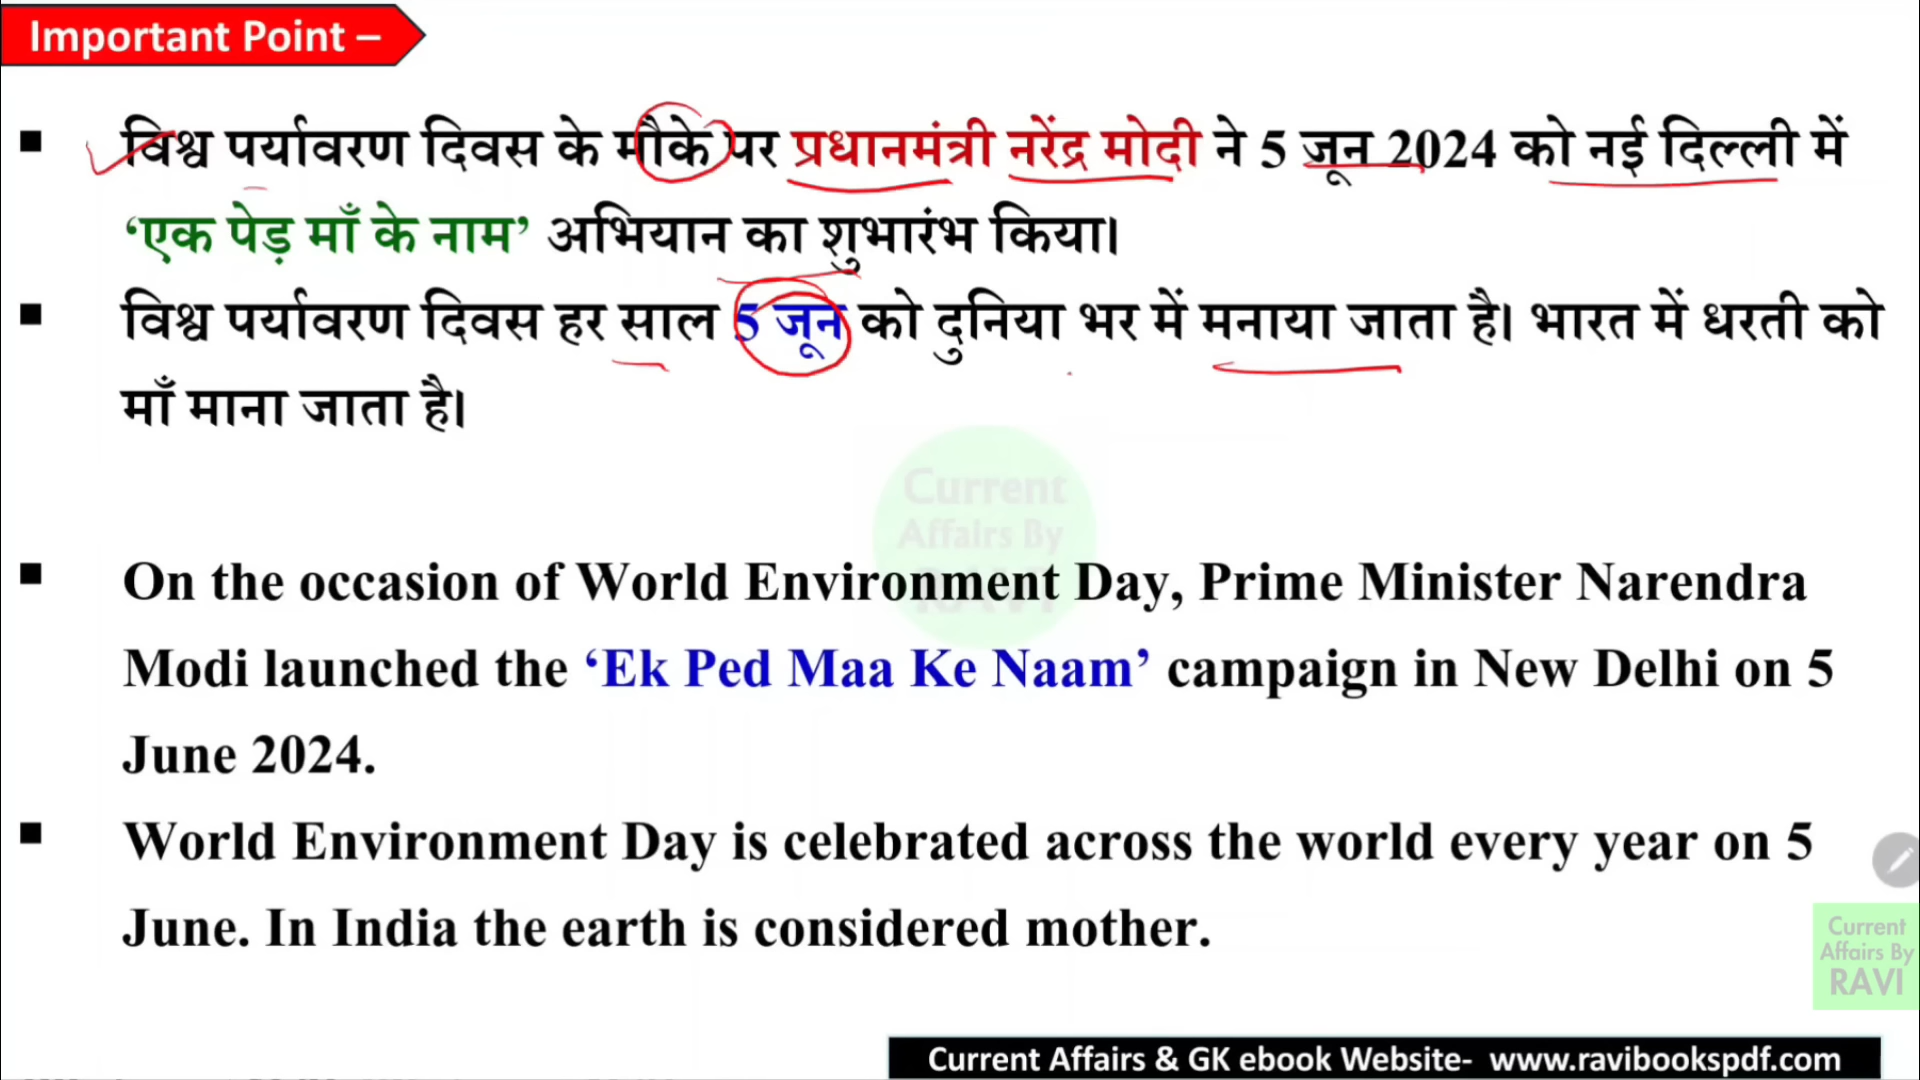 Important Point –
▪ विश्व पर्यावरण दिवस के मौके पर प्रधानमंत्री नरेंद्र मोदी ने 5 जून 2024 को नई दिल्ली में
‘एक पेड़ माँ के नाम’ अभियान का शुभारंभ किया।
▪ विश्व पर्यावरण दिवस हर साल 5 जून को दुनिया भर में मनाया जाता है। भारत में धरती को
माँ माना जाता है।
Current
Affairs By
RAVI
▪ On the occasion of World Environment Day, Prime Minister Narendra
Modi launched the ‘Ek Ped Maa Ke Naam’ campaign in New Delhi on 5
June 2024.
▪ World Environment Day is celebrated across the world every year on 5
June. In India the earth is considered mother.
Current
Affairs By
RAVI
Current Affairs & GK ebook Website- www.ravibookspdf.com